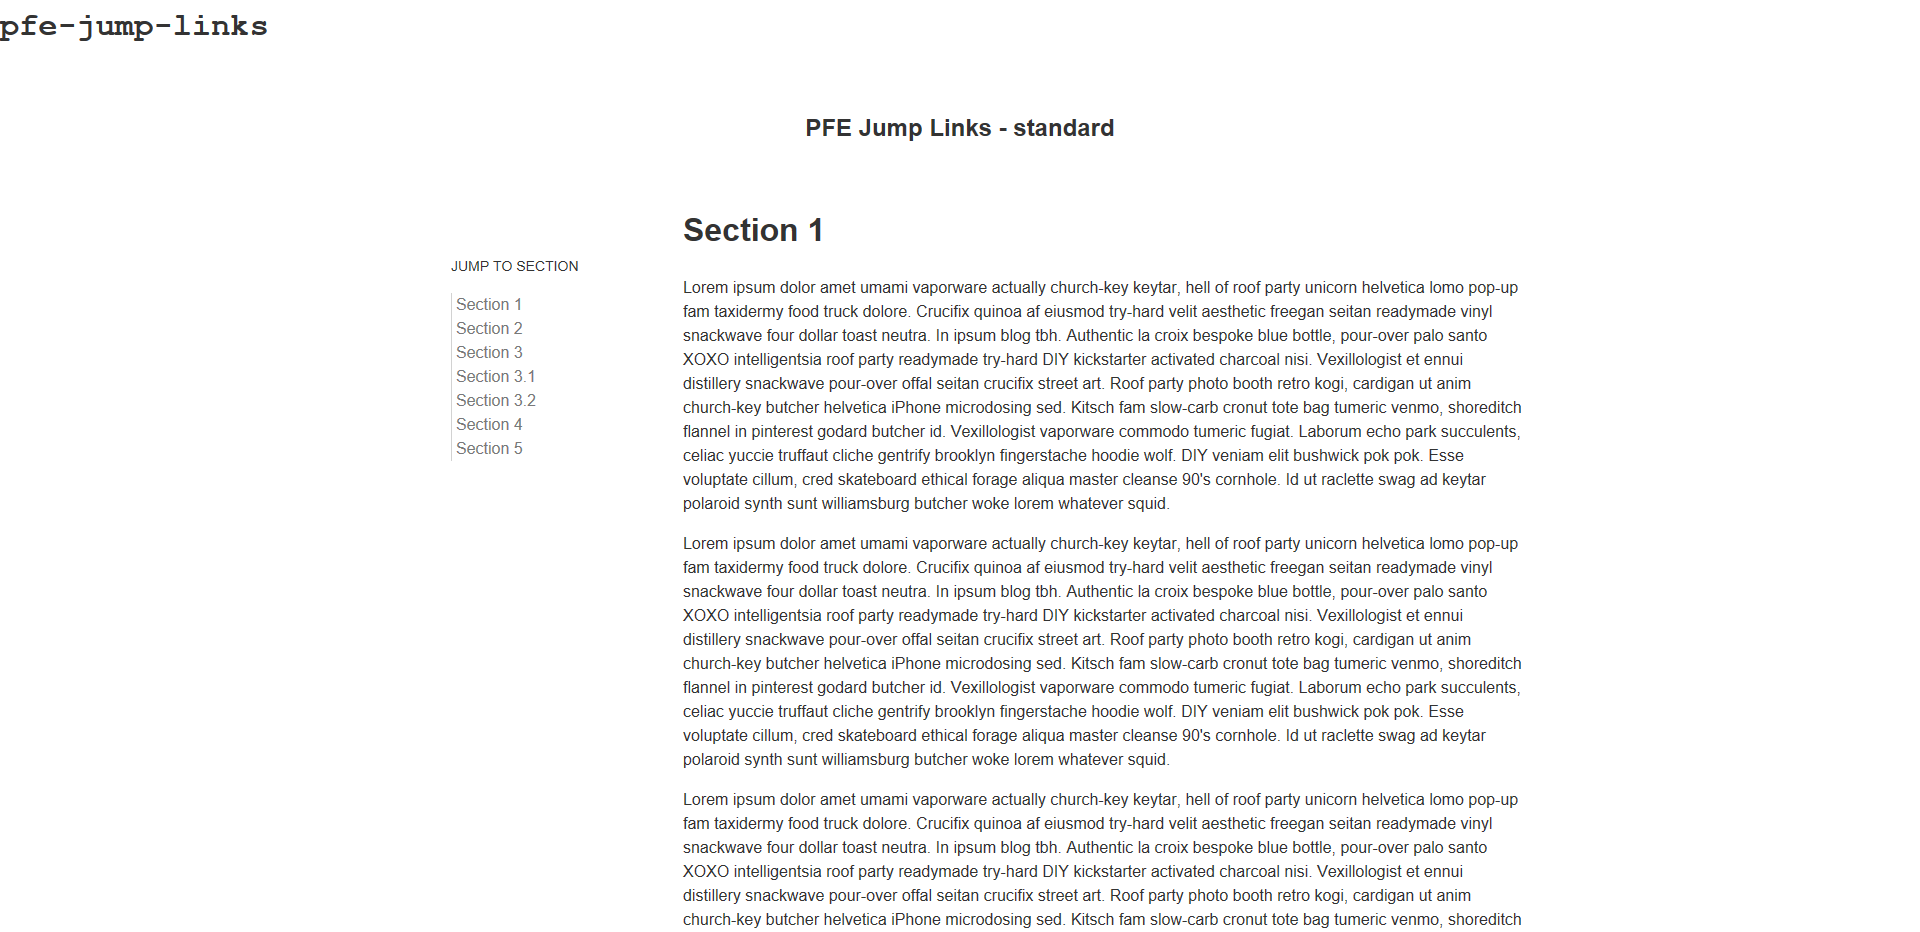 pfe-jump-links
PFE Jump Links - standard
JUMP TO SECTION
Section 1
Section 2
Section 3
Section 3.1
Section 3.2
Section 4
Section 5
Section 1
Lorem ipsum dolor amet umami vaporware actually church-key keytar, hell of roof party unicorn helvetica lomo pop-up
fam taxidermy food truck dolore. Crucifix quinoa af eiusmod try-hard velit aesthetic freegan seitan readymade vinyl
snackwave four dollar toast neutra. In ipsum blog tbh. Authentic la croix bespoke blue bottle, pour-over palo santo
XOXO intelligentsia roof party readymade try-hard DIY kickstarter activated charcoal nisi. Vexillologist et ennui
distillery snackwave pour-over offal seitan crucifix street art. Roof party photo booth retro kogi, cardigan ut anim
church-key butcher helvetica iPhone microdosing sed. Kitsch fam slow-carb cronut tote bag tumeric venmo, shoreditch
flannel in pinterest godard butcher id. Vexillologist vaporware commodo tumeric fugiat. Laborum echo park succulents,
celiac yuccie truffaut cliche gentrify brooklyn fingerstache hoodie wolf. DIY veniam elit bushwick pok pok. Esse
voluptate cillum, cred skateboard ethical forage aliqua master cleanse 90's cornhole. Id ut raclette swag ad keytar
polaroid synth sunt williamsburg butcher woke lorem whatever squid.
Lorem ipsum dolor amet umami vaporware actually church-key keytar, hell of roof party unicorn helvetica lomo pop-up
fam taxidermy food truck dolore. Crucifix quinoa af eiusmod try-hard velit aesthetic freegan seitan readymade vinyl
snackwave four dollar toast neutra. In ipsum blog tbh. Authentic la croix bespoke blue bottle, pour-over palo santo
XOXO intelligentsia roof party readymade try-hard DIY kickstarter activated charcoal nisi. Vexillologist et ennui
distillery snackwave pour-over offal seitan crucifix street art. Roof party photo booth retro kogi, cardigan ut anim
church-key butcher helvetica iPhone microdosing sed. Kitsch fam slow-carb cronut tote bag tumeric venmo, shoreditch
flannel in pinterest godard butcher id. Vexillologist vaporware commodo tumeric fugiat. Laborum echo park succulents,
celiac yuccie truffaut cliche gentrify brooklyn fingerstache hoodie wolf. DIY veniam elit bushwick pok pok. Esse
voluptate cillum, cred skateboard ethical forage aliqua master cleanse 90's cornhole. Id ut raclette swag ad keytar
polaroid synth sunt williamsburg butcher woke lorem whatever squid.
Lorem ipsum dolor amet umami vaporware actually church-key keytar, hell of roof party unicorn helvetica lomo pop-up
fam taxidermy food truck dolore. Crucifix quinoa af eiusmod try-hard velit aesthetic freegan seitan readymade vinyl
snackwave four dollar toast neutra. In ipsum blog tbh. Authentic la croix bespoke blue bottle, pour-over palo santo
XOXO intelligentsia roof party readymade try-hard DIY kickstarter activated charcoal nisi. Vexillologist et ennui
distillery snackwave pour-over offal seitan crucifix street art. Roof party photo booth retro kogi, cardigan ut anim
church-key butcher helvetica iPhone microdosing sed. Kitsch fam slow-carb cronut tote bag tumeric venmo, shoreditch